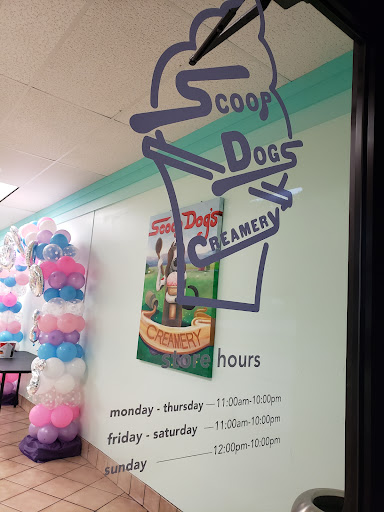 Scoop
Dogs
Creamery
Scoop Dog's
CREAMERY
store hours
monday - thursday — 11:00am-10:00pm
friday - saturday — 11:00am-10:00pm
sunday — 12:00pm-10:00pm